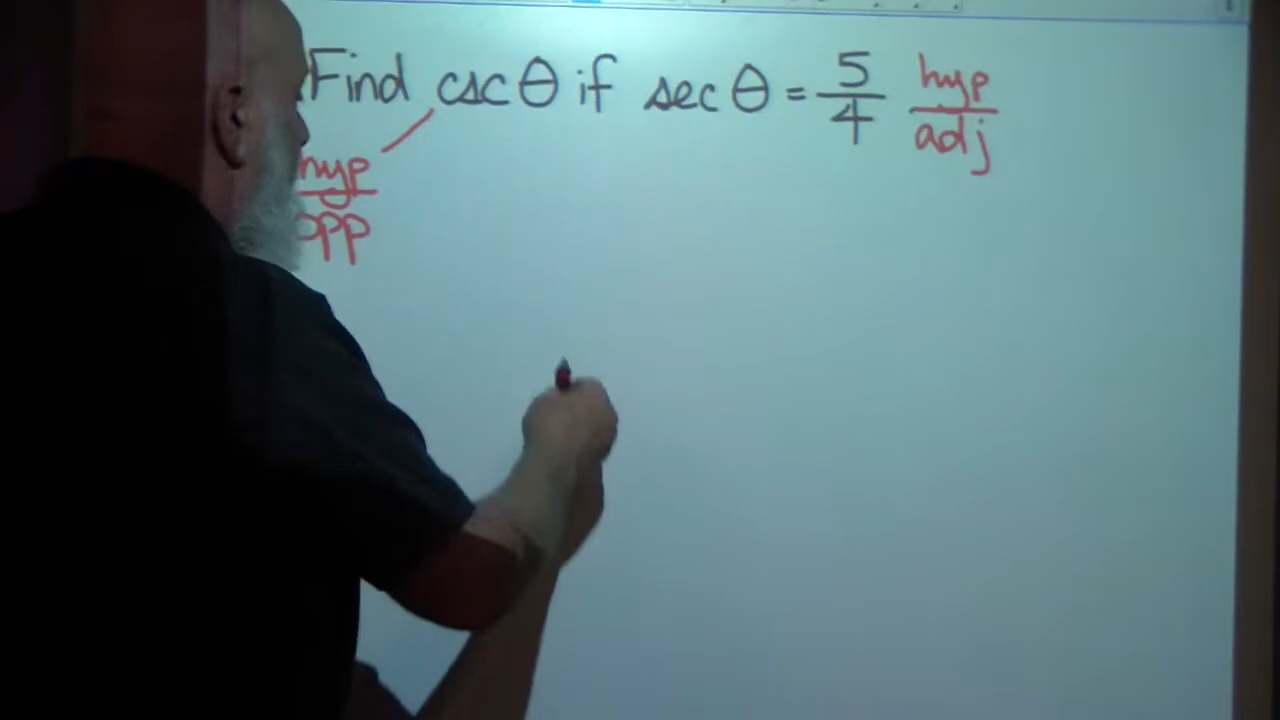 Find csc θ if sec θ = 5/4 hyp/adj
hyp
opp